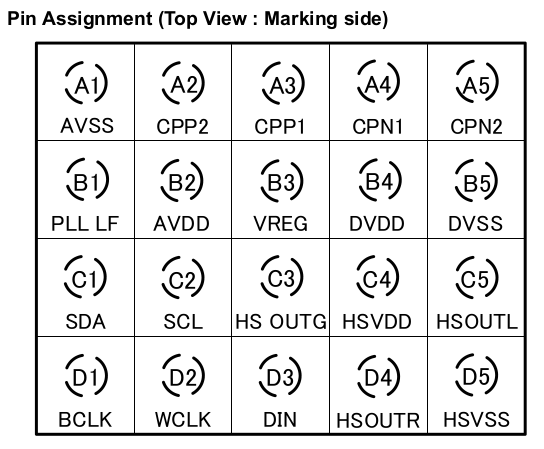 Pin Assignment (Top View : Marking side)
A1 A2 A3 A4 A5
AVSS CPP2 CPP1 CPN1 CPN2
B1 B2 B3 B4 B5
PLL LF AVDD VREG DVDD DVSS
C1 C2 C3 C4 C5
SDA SCL HS OUTG HSVDD HSOUTL
D1 D2 D3 D4 D5
BCLK WCLK DIN HSOUTR HSVSS